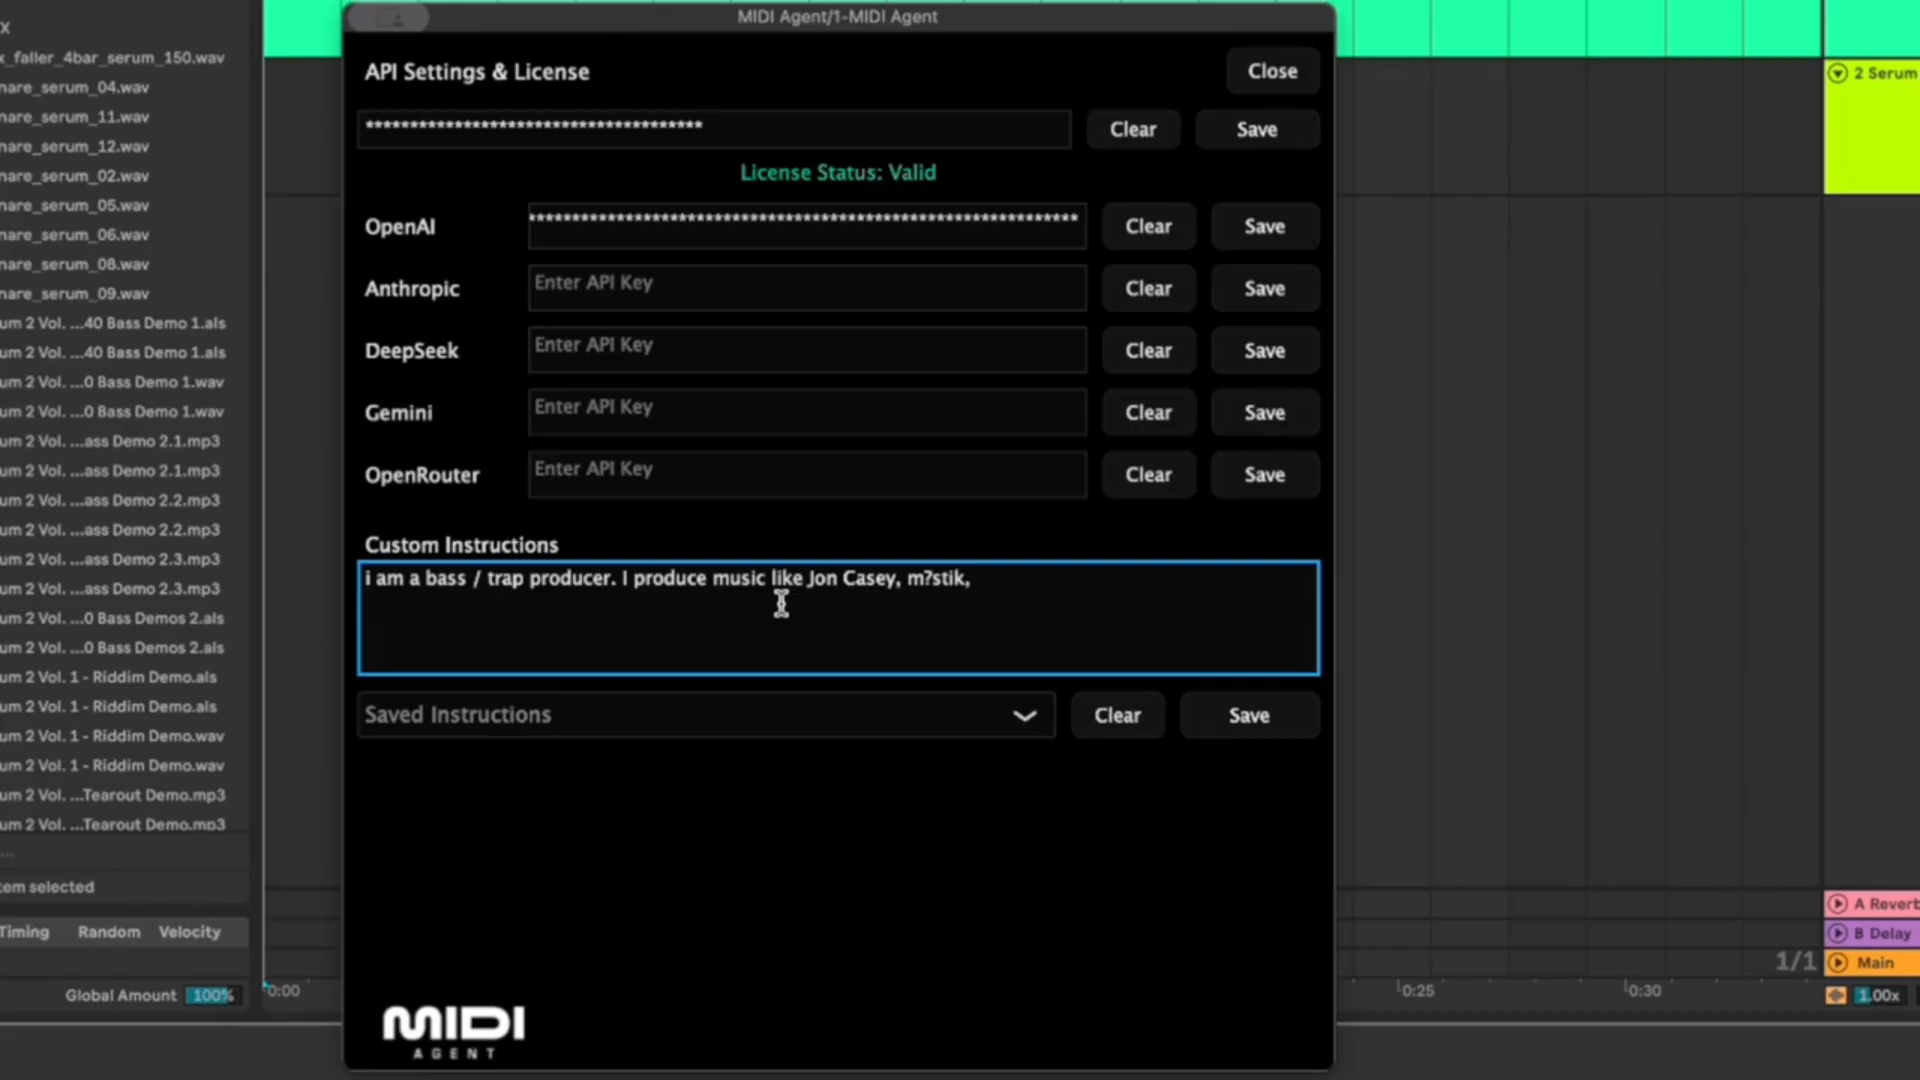 MIDI Agent/1-MIDI Agent
API Settings & License
Close
************************************** Clear Save
License Status: Valid
OpenAI ************************************************************** Clear Save
Anthropic Enter API Key Clear Save
DeepSeek Enter API Key Clear Save
Gemini Enter API Key Clear Save
OpenRouter Enter API Key Clear Save
Custom Instructions
i am a bass / trap producer. I produce music like Jon Casey, m?stik,
Saved Instructions Clear Save
MIDI
AGENT
x
x_faller_4bar_serum_150.wav
nare_serum_04.wav
nare_serum_11.wav
nare_serum_12.wav
nare_serum_02.wav
nare_serum_05.wav
nare_serum_06.wav
nare_serum_08.wav
nare_serum_09.wav
um 2 Vol. ...40 Bass Demo 1.als
um 2 Vol. ...40 Bass Demo 1.als
um 2 Vol. ...0 Bass Demo 1.wav
um 2 Vol. ...0 Bass Demo 1.wav
um 2 Vol. ...ass Demo 2.1.mp3
um 2 Vol. ...ass Demo 2.1.mp3
um 2 Vol. ...ass Demo 2.2.mp3
um 2 Vol. ...ass Demo 2.2.mp3
um 2 Vol. ...ass Demo 2.3.mp3
um 2 Vol. ...ass Demo 2.3.mp3
um 2 Vol. ...0 Bass Demos 2.als
um 2 Vol. ...0 Bass Demos 2.als
um 2 Vol. 1 - Riddim Demo.als
um 2 Vol. 1 - Riddim Demo.als
um 2 Vol. 1 - Riddim Demo.wav
um 2 Vol. 1 - Riddim Demo.wav
um 2 Vol. ...Tearout Demo.mp3
um 2 Vol. ...Tearout Demo.mp3
...
tem selected
Timing Random Velocity
Global Amount 100%
0:00
0:25
0:30
1/1
2 Serum
A Reverb
B Delay
Main
1.00x